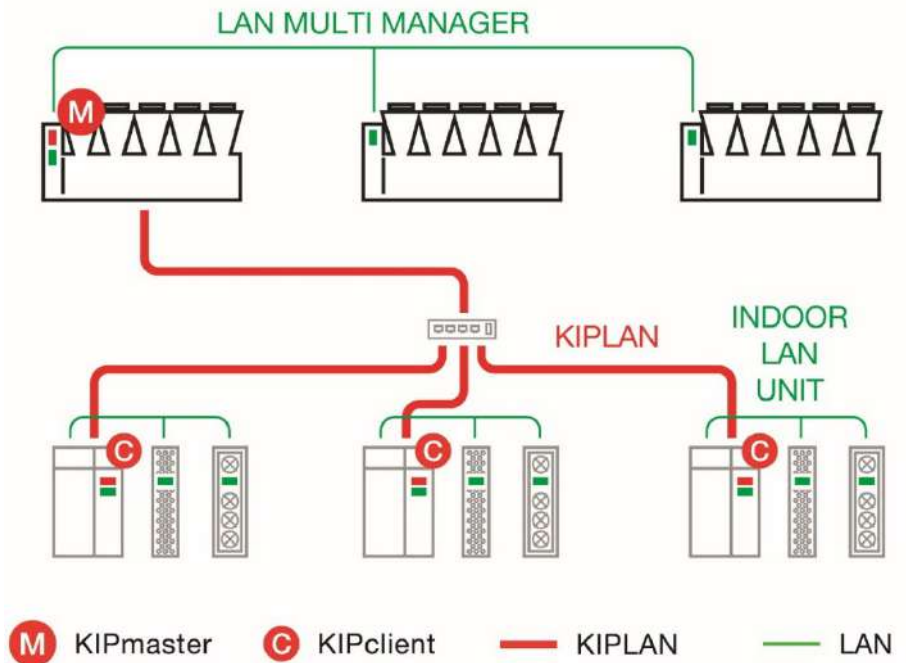 LAN MULTI MANAGER
M
KIPLAN
INDOOR
LAN
UNIT
C
C
C
M KIPmaster
C KIPclient
KIPLAN
LAN